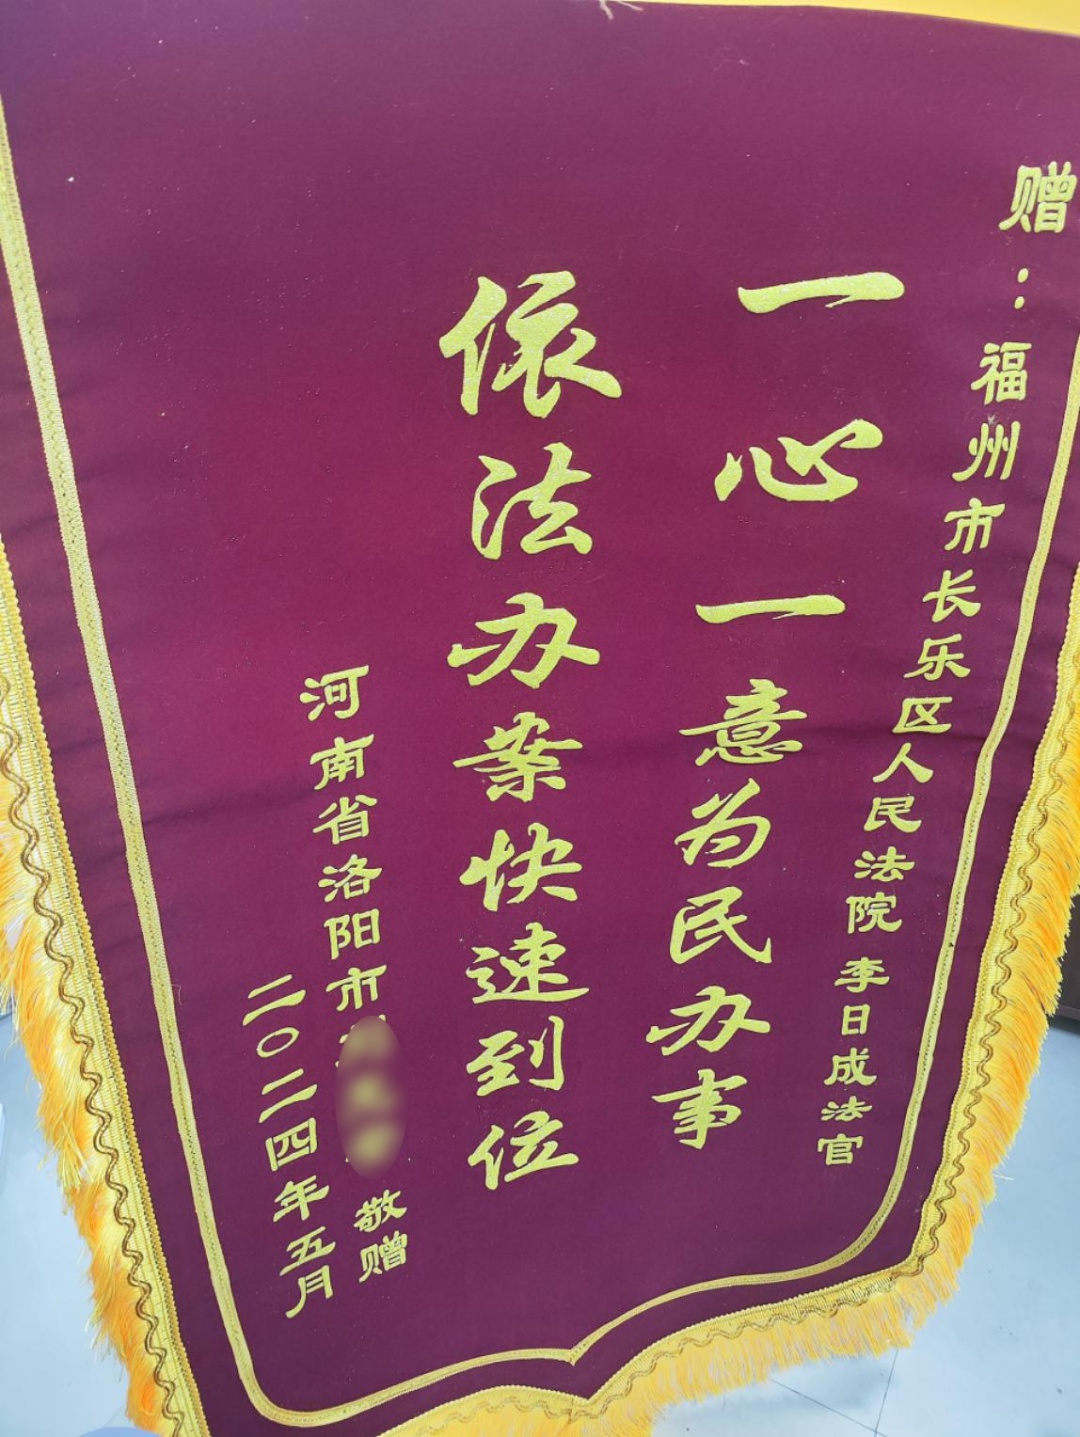 赠：福州市长乐区人民法院 李日成法官
一心一意为民办事
依法办案快速到位
河南省洛阳市 敬赠
二〇二四年五月